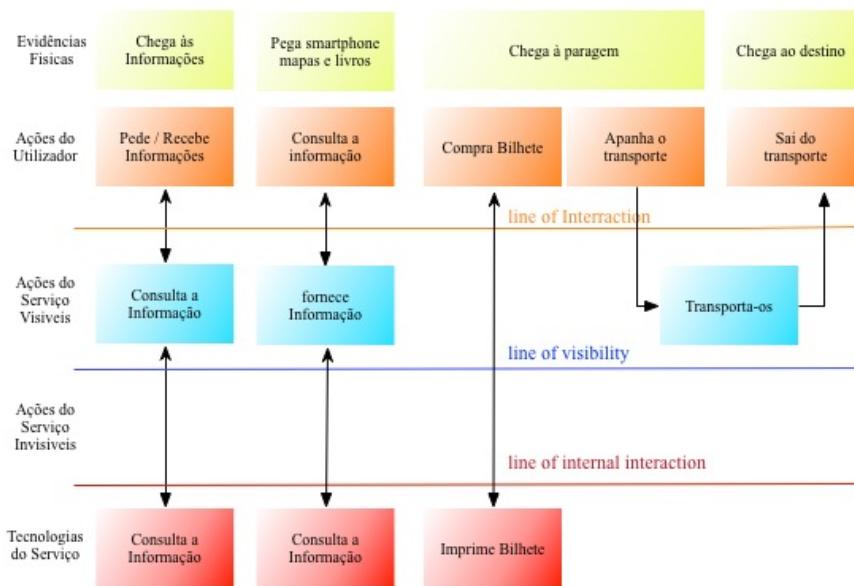 Evidências
Fisicas
Chega às
Informações
Pega smartphone
mapas e livros
Chega à paragem
Chega ao destino
Ações do
Utilizador
Pede / Recebe
Informações
Consulta a
informação
Compra Bilhete
Apanha o
transporte
Sai do
transporte
line of Interraction
Ações do
Serviço
Visiveis
Consulta a
Informação
fornece
Informação
Transporta-os
line of visibility
Ações do
Serviço
Invisiveis
line of internal interaction
Tecnologias
do Serviço
Consulta a
Informação
Consulta a
Informação
Imprime Bilhete